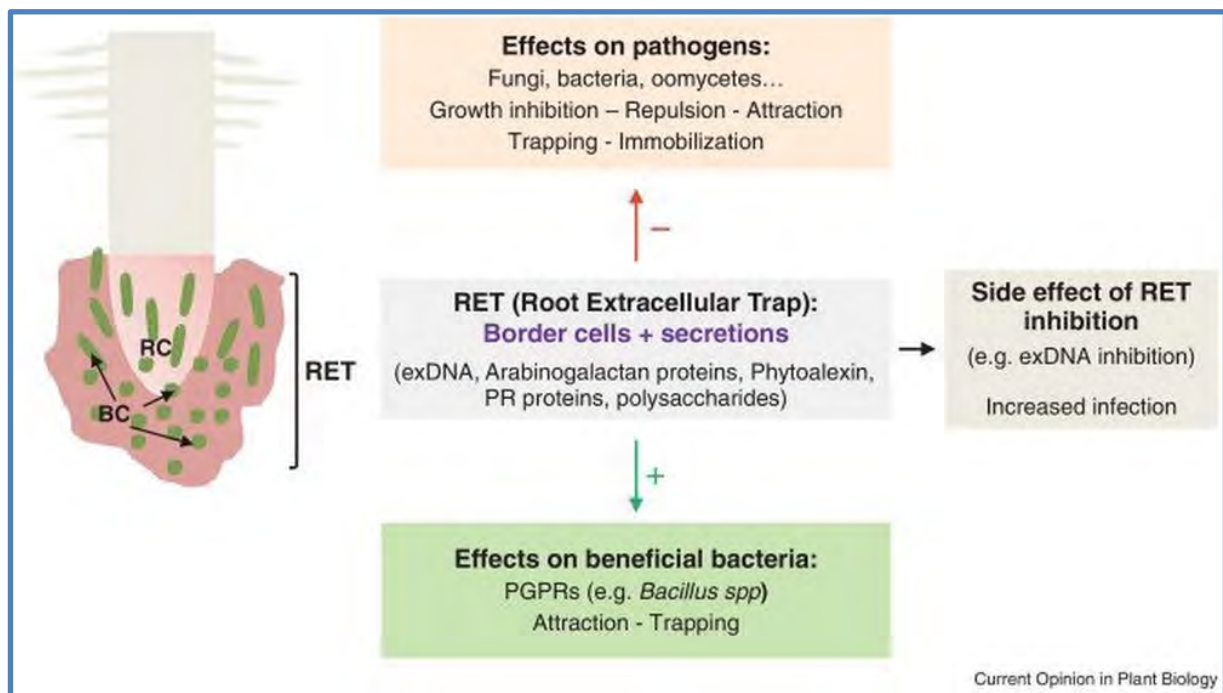 Effects on pathogens:
Fungi, bacteria, oomycetes…
Growth inhibition – Repulsion - Attraction
Trapping - Immobilization
–
RC
BC
RET
RET (Root Extracellular Trap):
Border cells + secretions
(exDNA, Arabinogalactan proteins, Phytoalexin,
PR proteins, polysaccharides)
Side effect of RET
inhibition
(e.g. exDNA inhibition)
Increased infection
+
Effects on beneficial bacteria:
PGPRs (e.g. Bacillus spp)
Attraction - Trapping
Current Opinion in Plant Biology